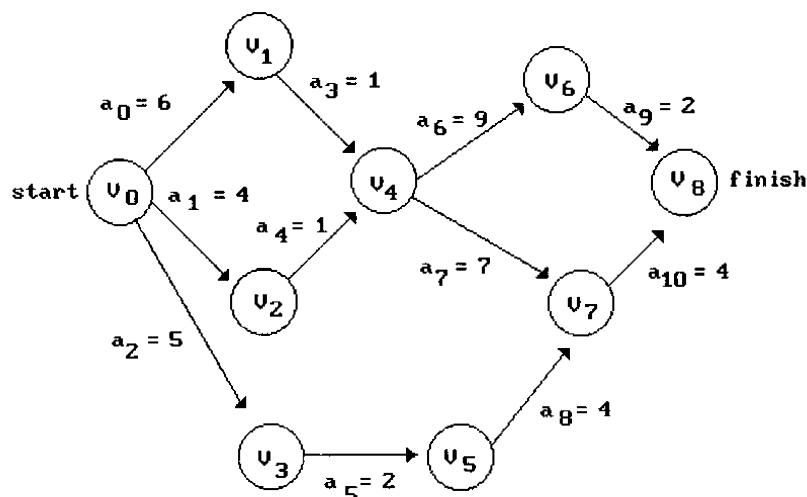 V1
a3 = 1
V6
a0 = 6
a6 = 9
a9 = 2
start
V0
a1 = 4
V4
V8
finish
a4 = 1
V2
a7 = 7
a10 = 4
V7
a2 = 5
a8 = 4
V3
V5
a5 = 2